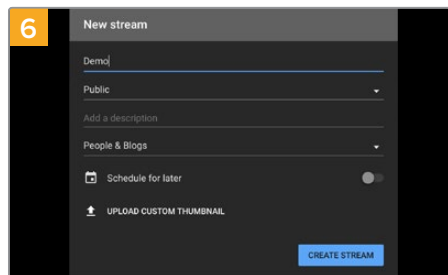 6
New stream
Demo
Public
Add a description
People & Blogs
Schedule for later
UPLOAD CUSTOM THUMBNAIL
CREATE STREAM